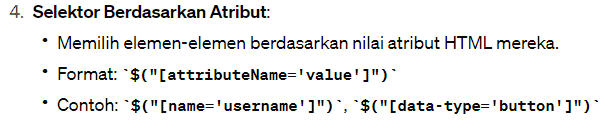 4. Selektor Berdasarkan Atribut:
• Memilih elemen-elemen berdasarkan nilai atribut HTML mereka.
• Format: `$("[attributeName='value']")`
• Contoh: `$("[name='username']")`, `$("[data-type='button']")`